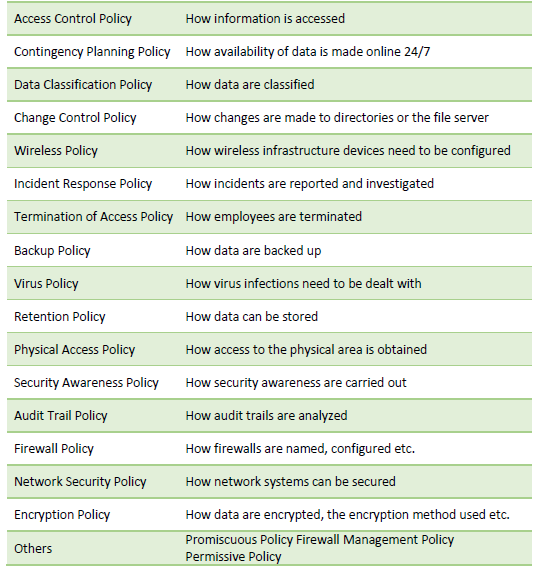 Access Control Policy How information is accessed
Contingency Planning Policy How availability of data is made online 24/7
Data Classification Policy How data are classified
Change Control Policy How changes are made to directories or the file server
Wireless Policy How wireless infrastructure devices need to be configured
Incident Response Policy How incidents are reported and investigated
Termination of Access Policy How employees are terminated
Backup Policy How data are backed up
Virus Policy How virus infections need to be dealt with
Retention Policy How data can be stored
Physical Access Policy How access to the physical area is obtained
Security Awareness Policy How security awareness are carried out
Audit Trail Policy How audit trails are analyzed
Firewall Policy How firewalls are named, configured etc.
Network Security Policy How network systems can be secured
Encryption Policy How data are encrypted, the encryption method used etc.
Others Promiscuous Policy Firewall Management Policy
Permissive Policy